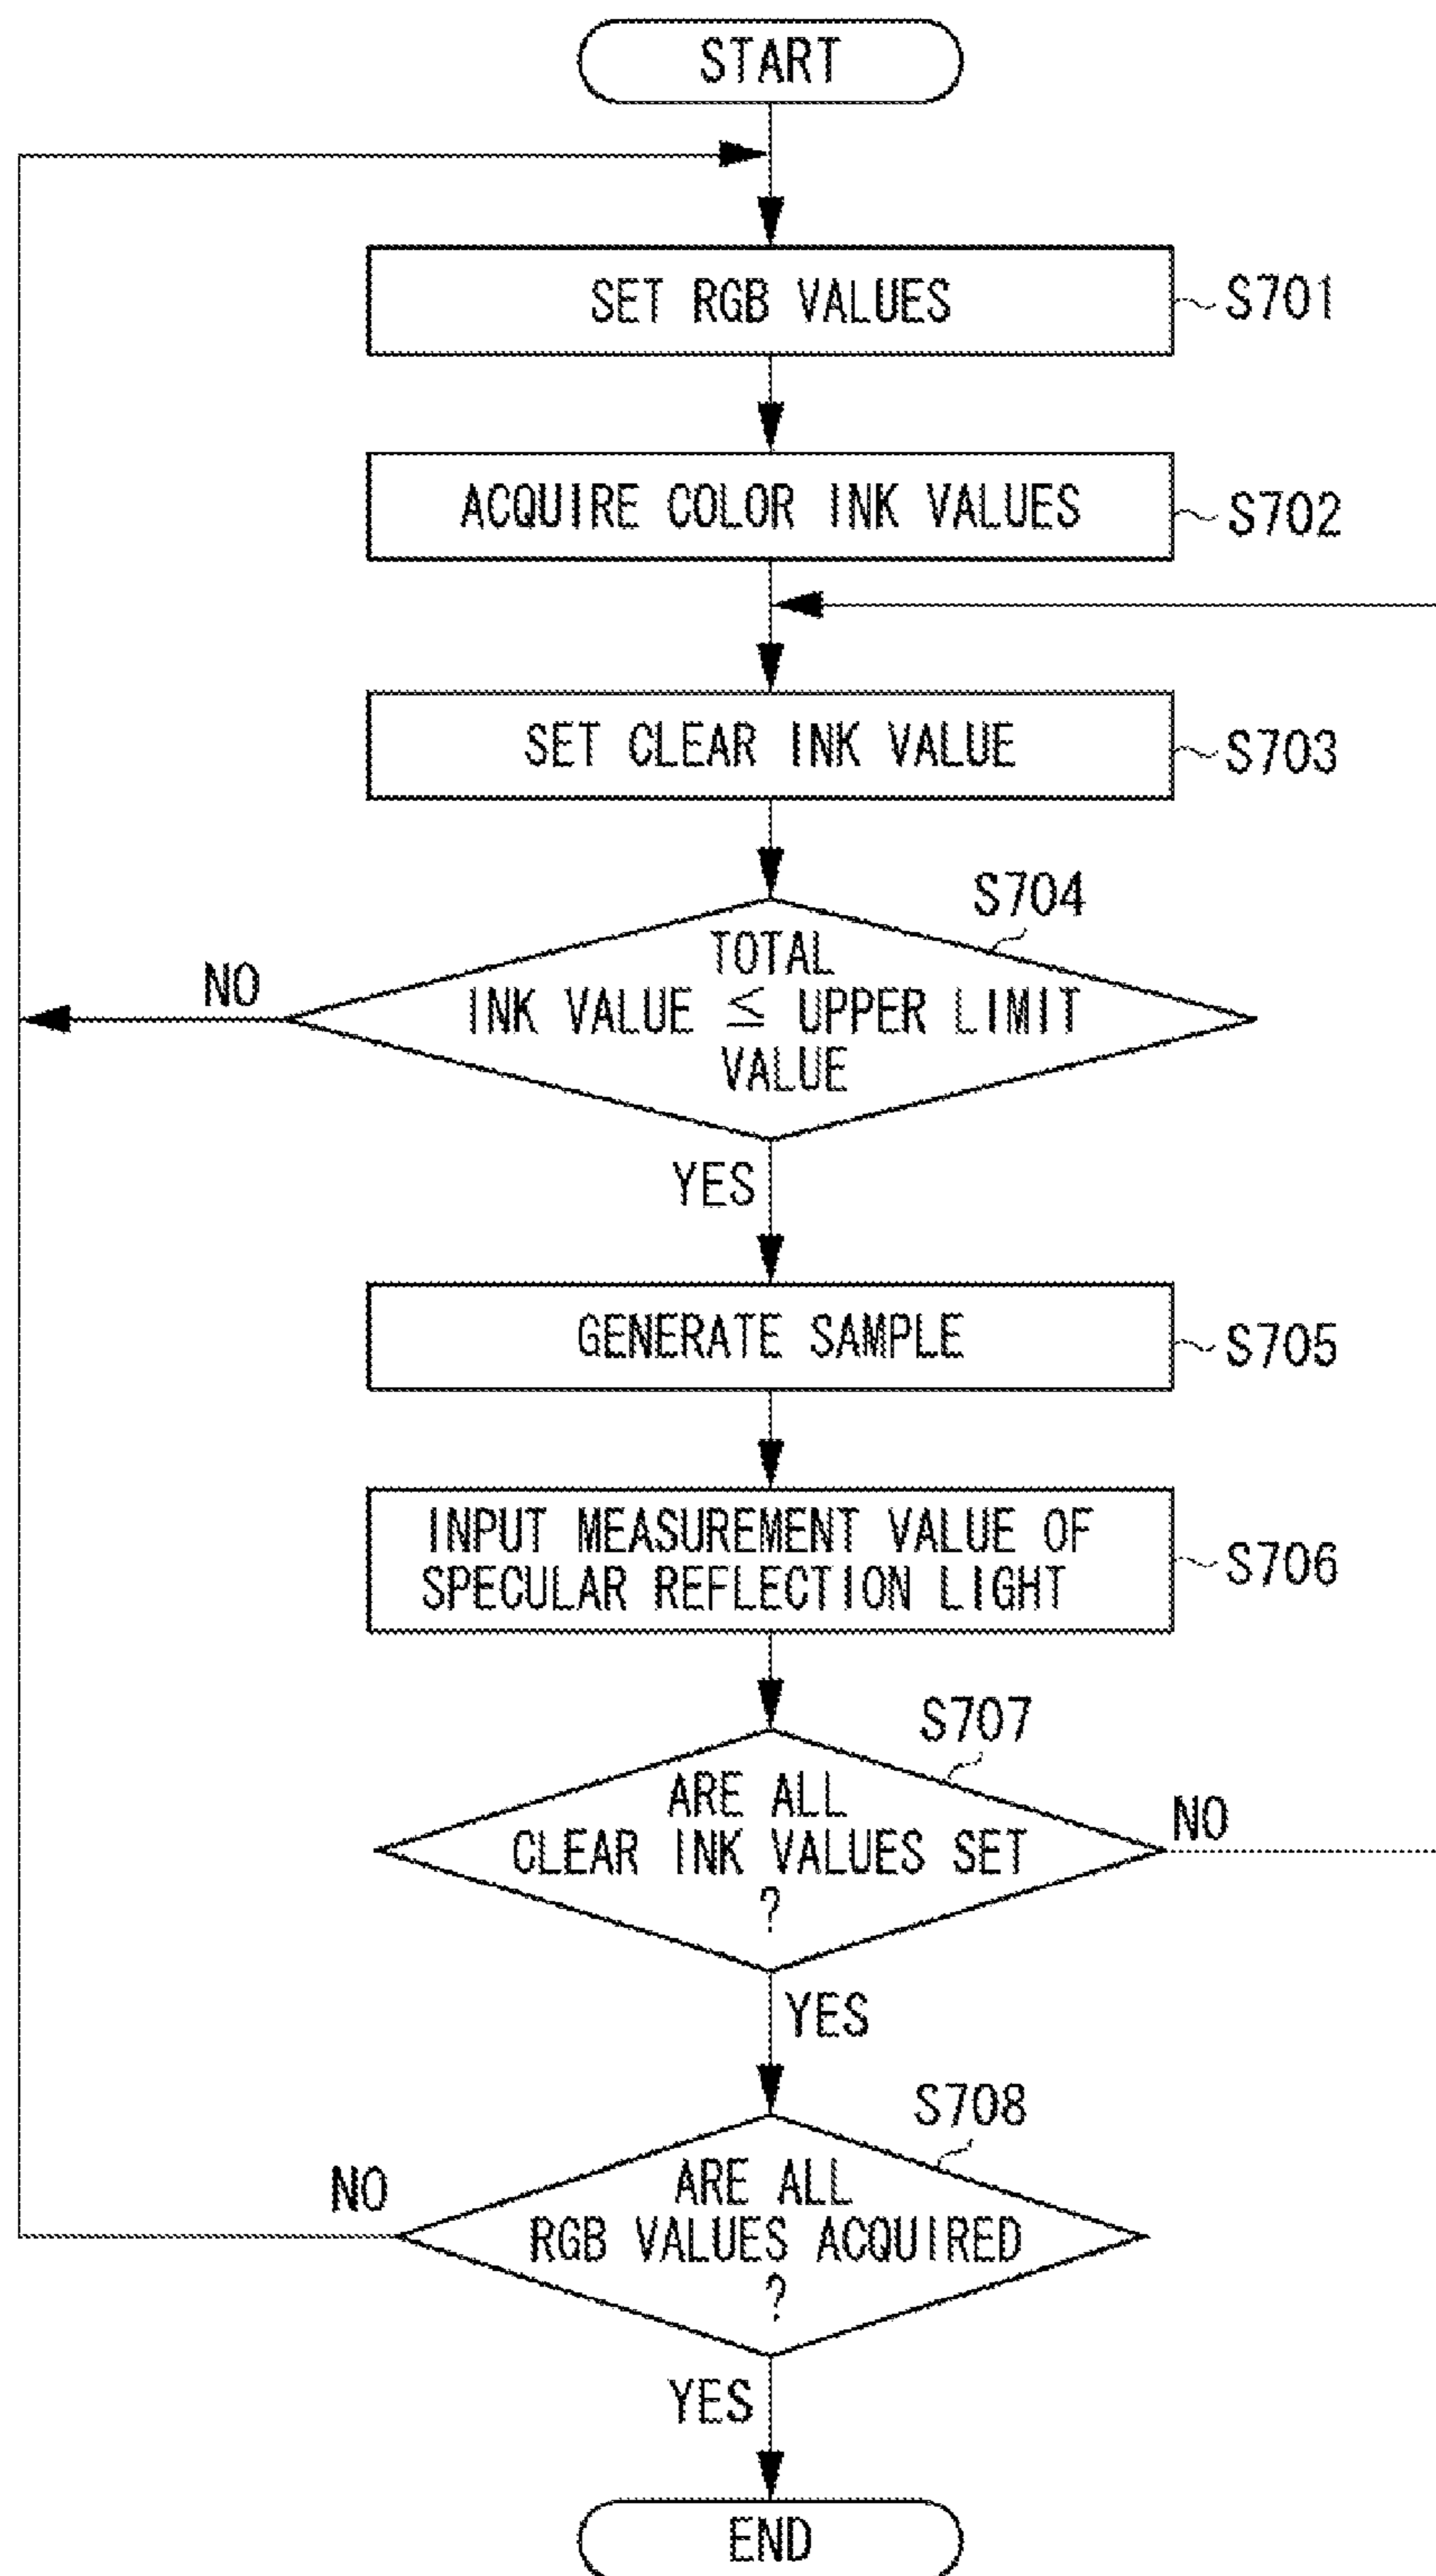 START
SET RGB VALUES
S701
ACQUIRE COLOR INK VALUES
S702
SET CLEAR INK VALUE
S703
S704
TOTAL
INK VALUE ≦ UPPER LIMIT
VALUE
NO
YES
GENERATE SAMPLE
S705
INPUT MEASUREMENT VALUE OF
SPECULAR REFLECTION LIGHT
S706
S707
ARE ALL
CLEAR INK VALUES SET
?
NO
YES
S708
ARE ALL
RGB VALUES ACQUIRED
?
NO
YES
END